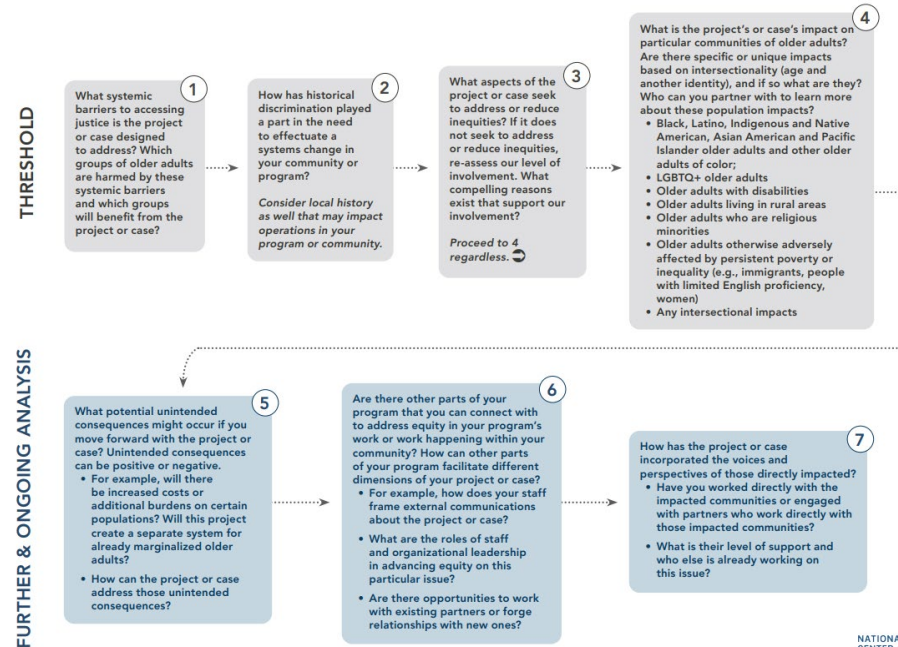 THRESHOLD
1
What systemic
barriers to accessing
justice is the project
or case designed
to address? Which
groups of older adults
are harmed by these
systemic barriers
and which groups
will benefit from the
project or case?
2
How has historical
discrimination played
a part in the need
to effectuate a
systems change in
your community or
program?
Consider local history
as well that may impact
operations in your
program or community.
3
What aspects of the
project or case seek
to address or reduce
inequities? If it does
not seek to address
or reduce inequities,
re-assess our level of
involvement. What
compelling reasons
exist that support our
involvement?
Proceed to 4
regardless.
4
What is the project's or case's impact on
particular communities of older adults?
Are there specific or unique impacts
based on intersectionality (age and
another identity), and if so what are they?
Who can you partner with to learn more
about these population impacts?
• Black, Latino, Indigenous and Native
American, Asian American and Pacific
Islander older adults and other older
adults of color;
• LGBTQ+ older adults
• Older adults with disabilities
• Older adults living in rural areas
• Older adults who are religious
minorities
• Older adults otherwise adversely
affected by persistent poverty or
inequality (e.g., immigrants, people
with limited English proficiency,
women)
• Any intersectional impacts
FURTHER & ONGOING ANALYSIS
5
What potential unintended
consequences might occur if you
move forward with the project or
case? Unintended consequences
can be positive or negative.
• For example, will there
be increased costs or
additional burdens on certain
populations? Will this project
create a separate system for
already marginalized older
adults?
• How can the project or case
address those unintended
consequences?
6
Are there other parts of your
program that you can connect with
to address equity in your program's
work or work happening within your
community? How can other parts
of your program facilitate different
dimensions of your project or case?
• For example, how does your staff
frame external communications
about the project or case?
• What are the roles of staff
and organizational leadership
in advancing equity on this
particular issue?
• Are there opportunities to work
with existing partners or forge
relationships with new ones?
7
How has the project or case
incorporated the voices and
perspectives of those directly impacted?
• Have you worked directly with the
impacted communities or engaged
with partners who work directly with
those impacted communities?
• What is their level of support and
who else is already working on
this issue?